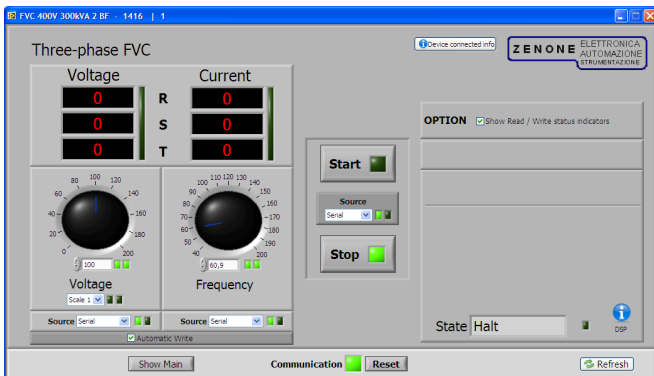 FVC 400V 300kVA 2 BF - 1416 | 1
Three-phase FVC
Device connected info
ZENONE ELETTRONICA
AUTOMAZIONE
STRUMENTAZIONE
Voltage Current
0 R 0
0 S 0
0 T 0
OPTION Show Read / Write status indicators
Start
Source
Serial
Stop
0 20 40 60 80 100 120 140 160 180 200
100
Voltage
Scale 1
40 50 60 70 80 90 100 110 120 130 140 150 160 170 180 190 200
60,9
Frequency
Source Serial
Source Serial
Automatic Write
State Halt
DSP
Show Main
Communication
Reset
Refresh